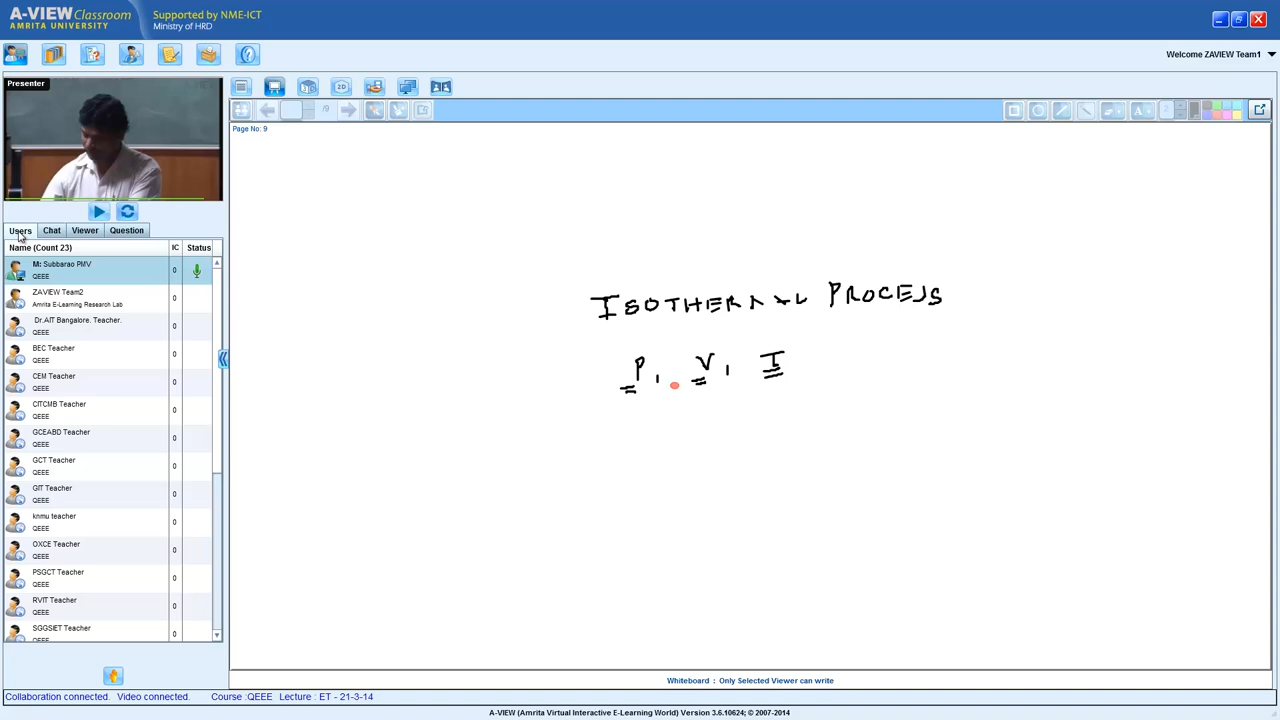 A-VIEW Classroom
AMRITA UNIVERSITY
Supported by NME-ICT
Ministry of HRD
Welcome ZAVIEW Team1
Presenter
Page No: 9
Users Chat Viewer Question
Name (Count 23) IC Status
M: Subbarao PMV
QEEE
0
ZAVIEW Team2
Amrita E-Learning Research Lab
0
Dr.AIT Bangalore. Teacher.
QEEE
0
BEC Teacher
QEEE
0
CEM Teacher
QEEE
0
CITCMB Teacher
QEEE
0
GCEABD Teacher
QEEE
0
GCT Teacher
QEEE
0
GIT Teacher
QEEE
0
knmu teacher
QEEE
0
OXCE Teacher
QEEE
0
PSGCT Teacher
QEEE
0
RVIT Teacher
QEEE
0
SGGSIET Teacher
QEEE
0
ISOTHERMAL PROCESS
P, V, T
Whiteboard : Only Selected Viewer can write
Collaboration connected. Video connected. Course :QEEE Lecture : ET - 21-3-14
A-VIEW (Amrita Virtual Interactive E-Learning World) Version 3.6.10624; © 2007-2014